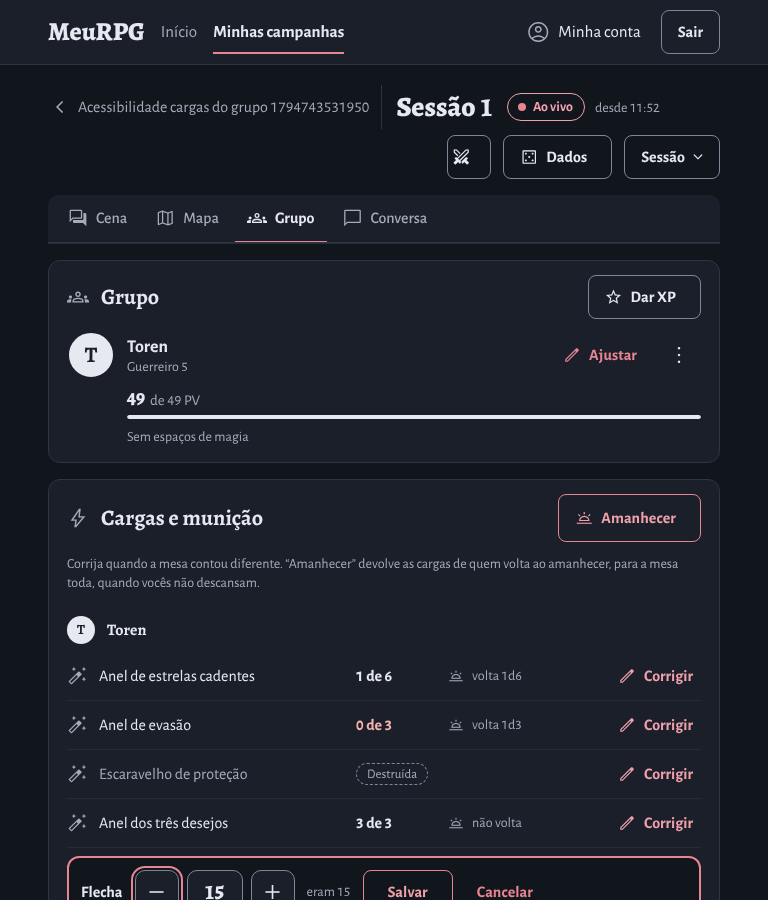 MeuRPG Início Minhas campanhas Minha conta Sair
Acessibilidade cargas do grupo 1794743531950 Sessão 1 Ao vivo desde 11:52
Dados Sessão
Cena Mapa Grupo Conversa
Grupo Dar XP
T Toren Ajustar
Guerreiro 5
49 de 49 PV
Sem espaços de magia
Cargas e munição Amanhecer
Corrija quando a mesa contou diferente. “Amanhecer” devolve as cargas de quem volta ao amanhecer, para a mesa
toda, quando vocês não descansam.
T Toren
Anel de estrelas cadentes 1 de 6 volta 1d6 Corrigir
Anel de evasão 0 de 3 volta 1d3 Corrigir
Escaravelho de proteção Destruída Corrigir
Anel dos três desejos 3 de 3 não volta Corrigir
Flecha − 15 + eram 15 Salvar Cancelar